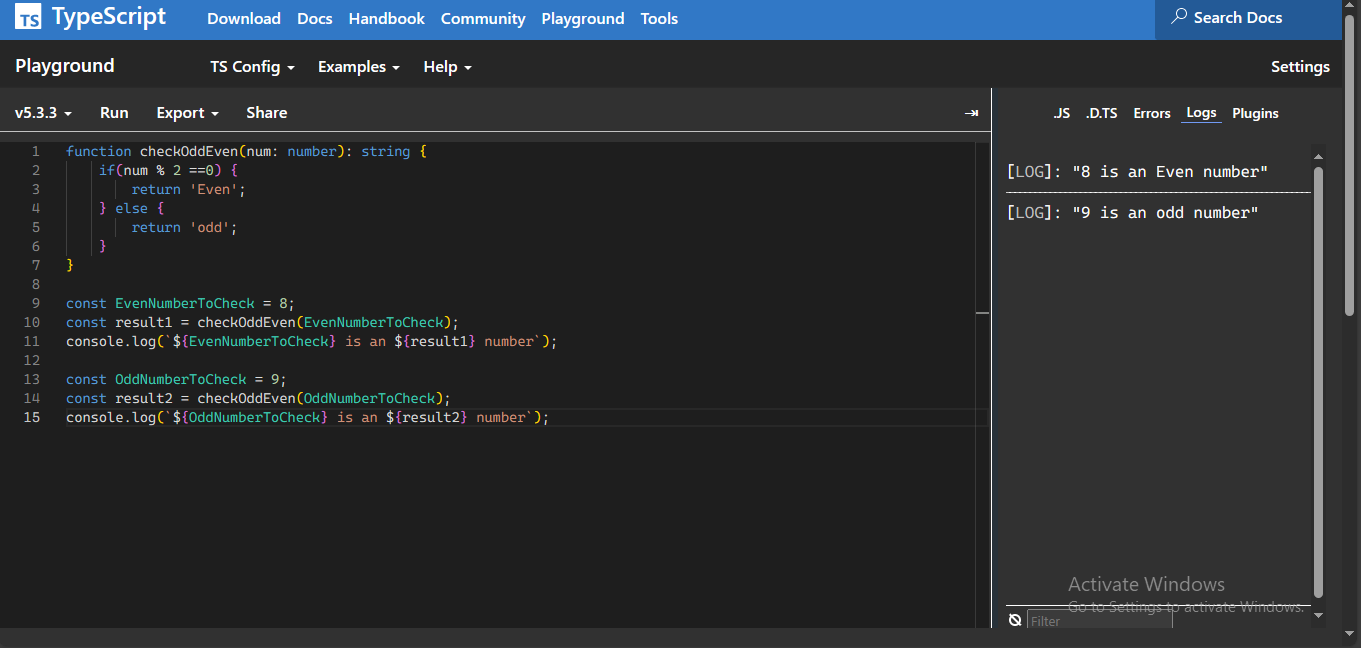 TS TypeScript Download Docs Handbook Community Playground Tools Search Docs
Playground TS Config Examples Help Settings
v5.3.3 Run Export Share
.JS .D.TS Errors Logs Plugins
1 function checkOddEven(num: number): string {
2     if(num % 2 ==0) {
3         return 'Even';
4     } else {
5         return 'odd';
6     }
7 }
8
9 const EvenNumberToCheck = 8;
10 const result1 = checkOddEven(EvenNumberToCheck);
11 console.log(`${EvenNumberToCheck} is an ${result1} number`);
12
13 const OddNumberToCheck = 9;
14 const result2 = checkOddEven(OddNumberToCheck);
15 console.log(`${OddNumberToCheck} is an ${result2} number`);
[LOG]: "8 is an Even number"
[LOG]: "9 is an odd number"
Activate Windows
Go to Settings to activate Windows.
Filter